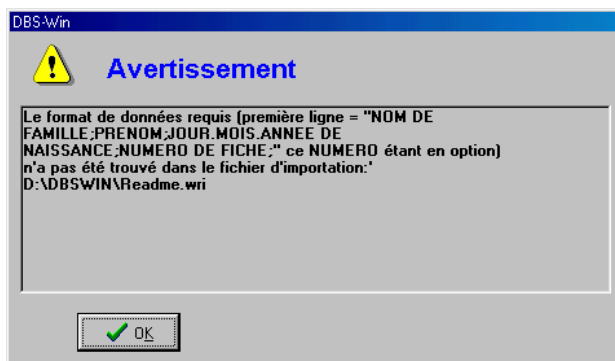 DBS-Win
Avertissement
Le format de données requis (première ligne = "NOM DE
FAMILLE;PRENOM;JOUR.MOIS.ANNEE DE
NAISSANCE;NUMERO DE FICHE;" ce NUMERO étant en option)
n'a pas été trouvé dans le fichier d'importation:'
D:\DBSWIN\Readme.wri
OK